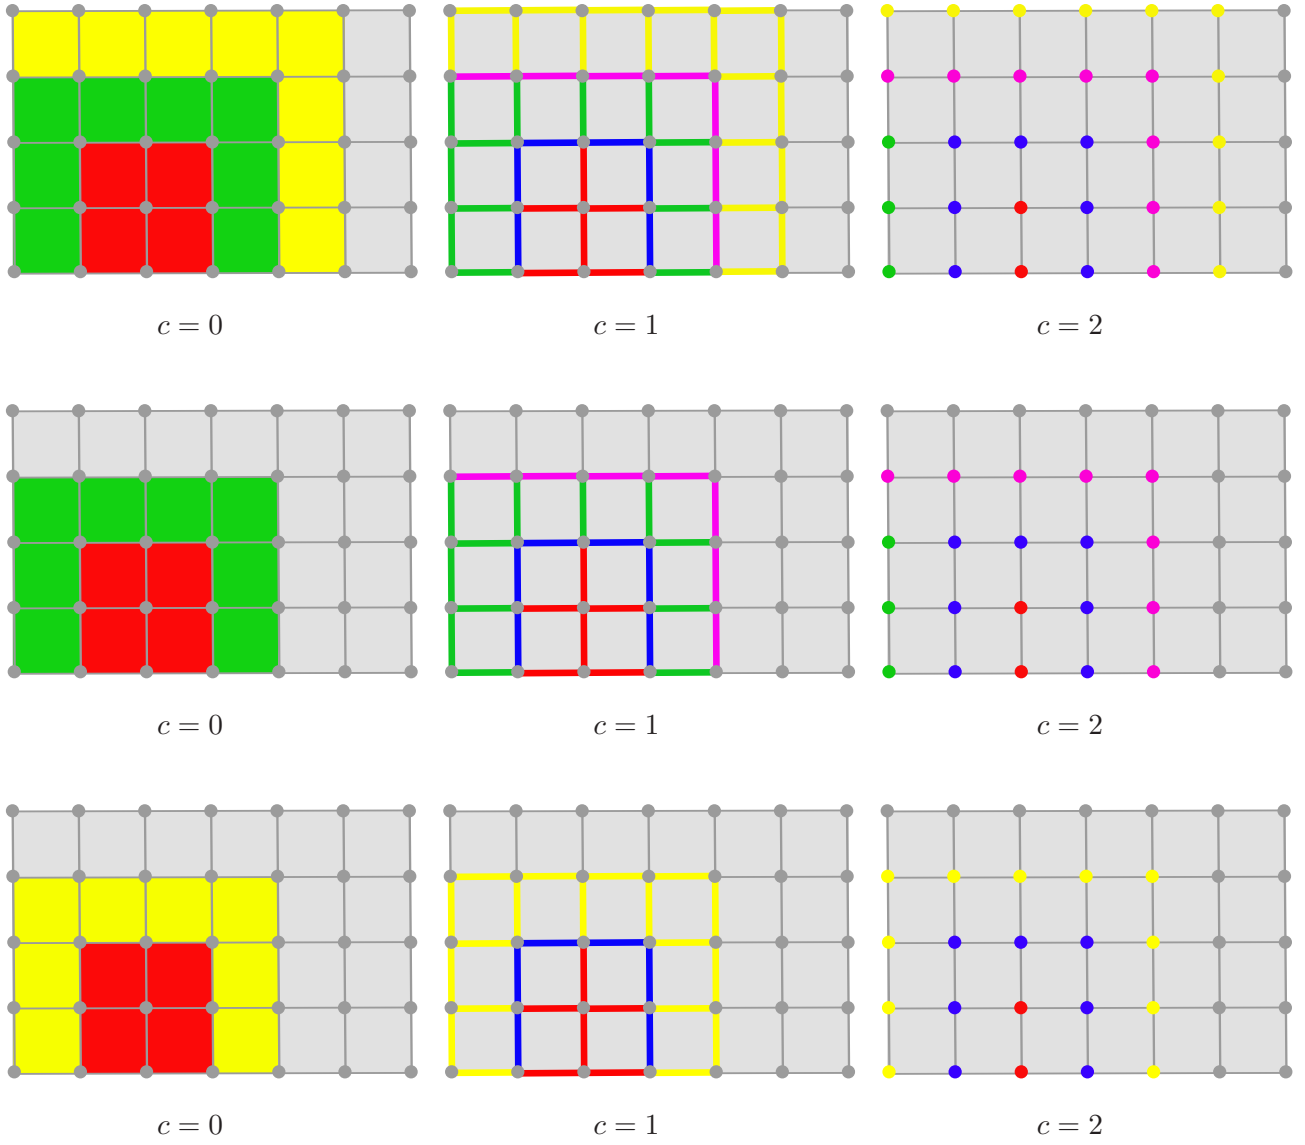 c = 0 c = 1 c = 2
c = 0 c = 1 c = 2
c = 0 c = 1 c = 2